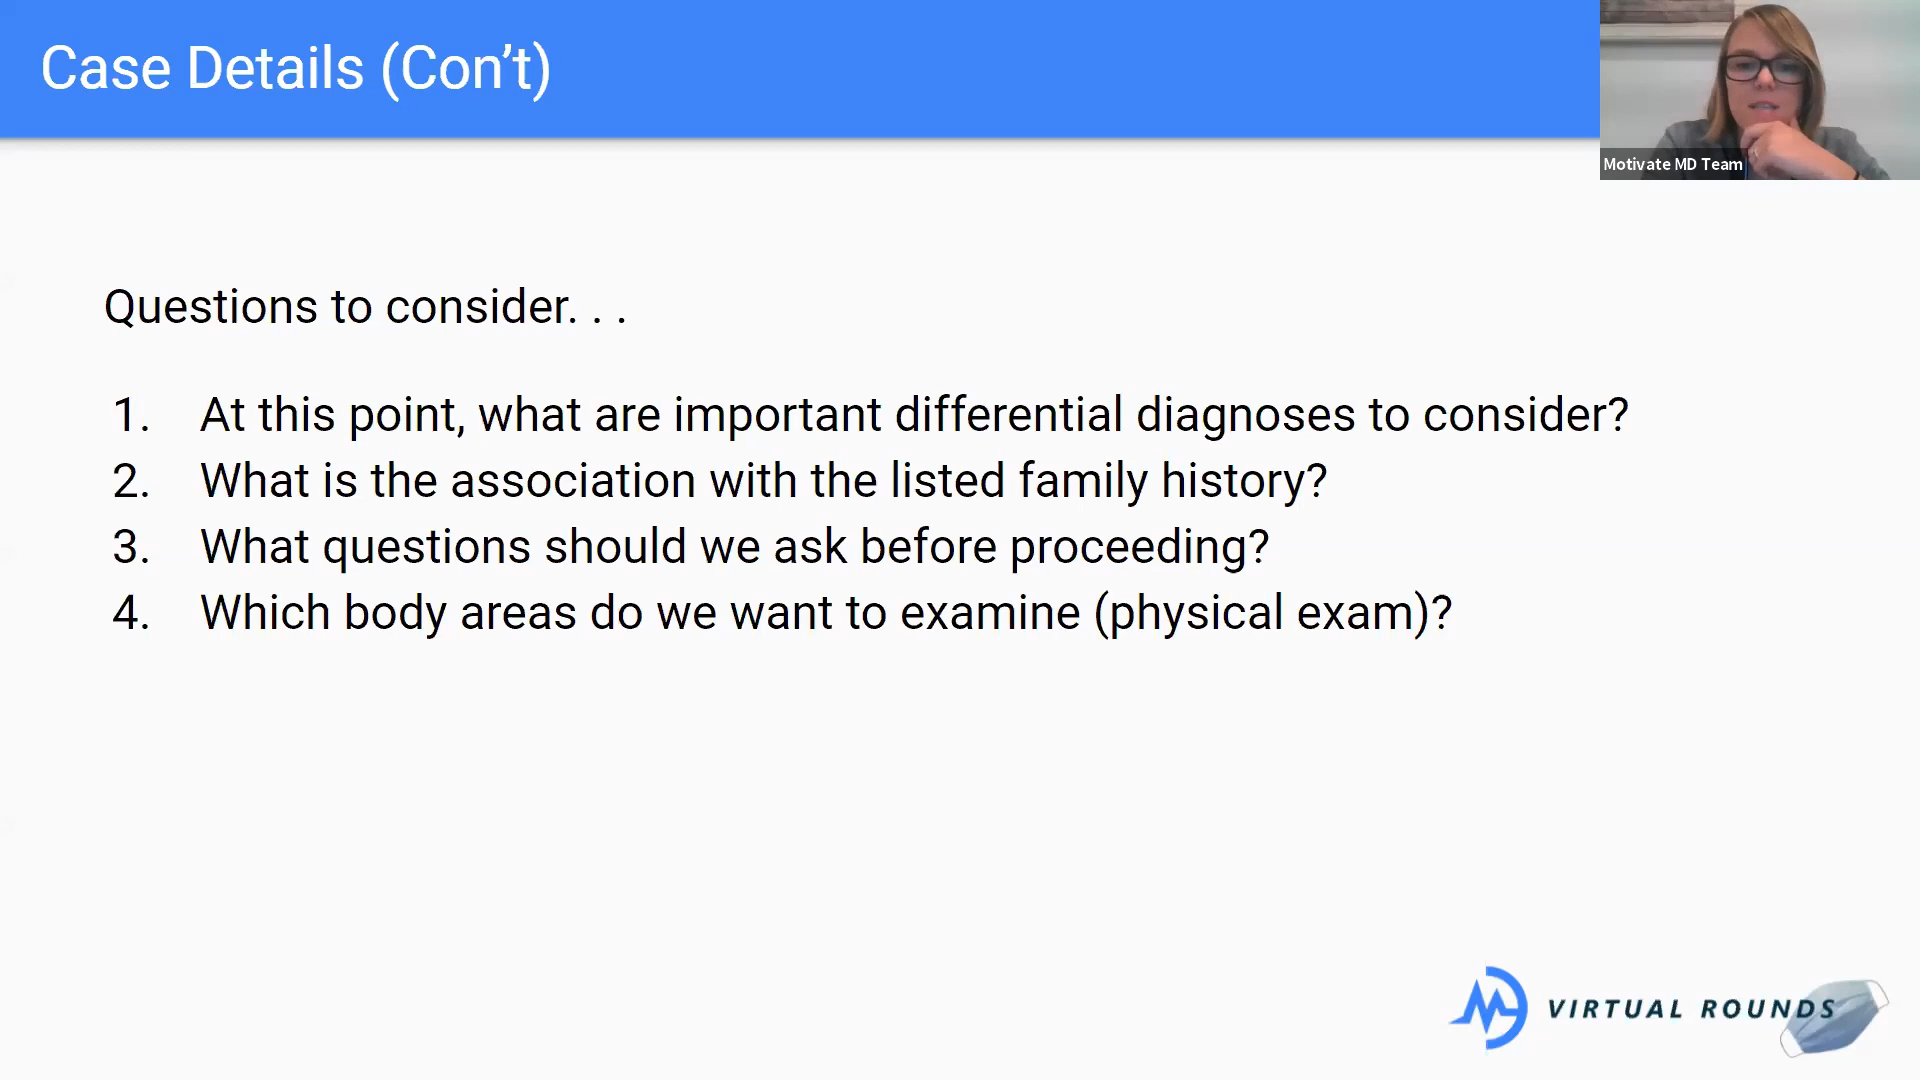 Case Details (Con’t)
Motivate MD Team
Questions to consider. . .
1. At this point, what are important differential diagnoses to consider?
2. What is the association with the listed family history?
3. What questions should we ask before proceeding?
4. Which body areas do we want to examine (physical exam)?
VIRTUAL ROUNDS